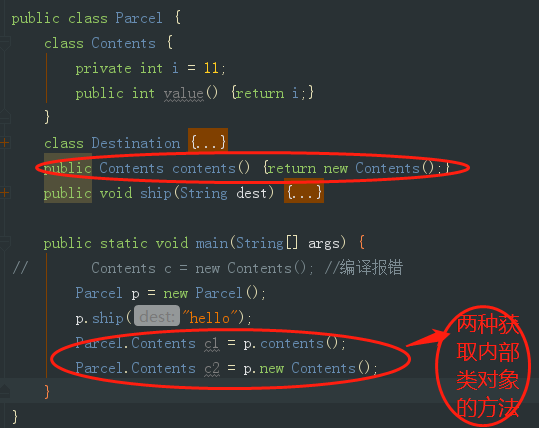 public class Parcel {
class Contents {
private int i = 11;
public int value() {return i;}
}
class Destination {...}
public Contents contents() {return new Contents();}
public void ship(String dest) {...}
public static void main(String[] args) {
// Contents c = new Contents(); //编译报错
Parcel p = new Parcel();
p.ship( dest: "hello");
Parcel.Contents c1 = p.contents();
Parcel.Contents c2 = p.new Contents();
}
}
两种获
取内部
类对象
的方法